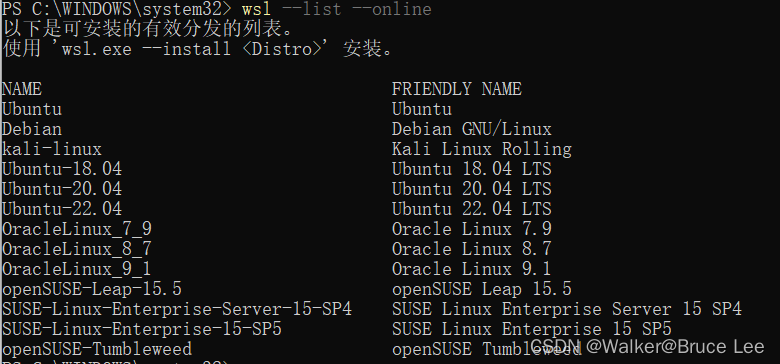 PS C:\WINDOWS\system32> wsl --list --online
以下是可安装的有效分发的列表。
使用 'wsl.exe --install <Distro>' 安装。
NAME FRIENDLY NAME
Ubuntu Ubuntu
Debian Debian GNU/Linux
kali-linux Kali Linux Rolling
Ubuntu-18.04 Ubuntu 18.04 LTS
Ubuntu-20.04 Ubuntu 20.04 LTS
Ubuntu-22.04 Ubuntu 22.04 LTS
OracleLinux_7_9 Oracle Linux 7.9
OracleLinux_8_7 Oracle Linux 8.7
OracleLinux_9_1 Oracle Linux 9.1
openSUSE-Leap-15.5 openSUSE Leap 15.5
SUSE-Linux-Enterprise-Server-15-SP4 SUSE Linux Enterprise Server 15 SP4
SUSE-Linux-Enterprise-15-SP5 SUSE Linux Enterprise 15 SP5
openSUSE-Tumbleweed openSUSE Tumbleweed
CSDN @Walker@Bruce Lee